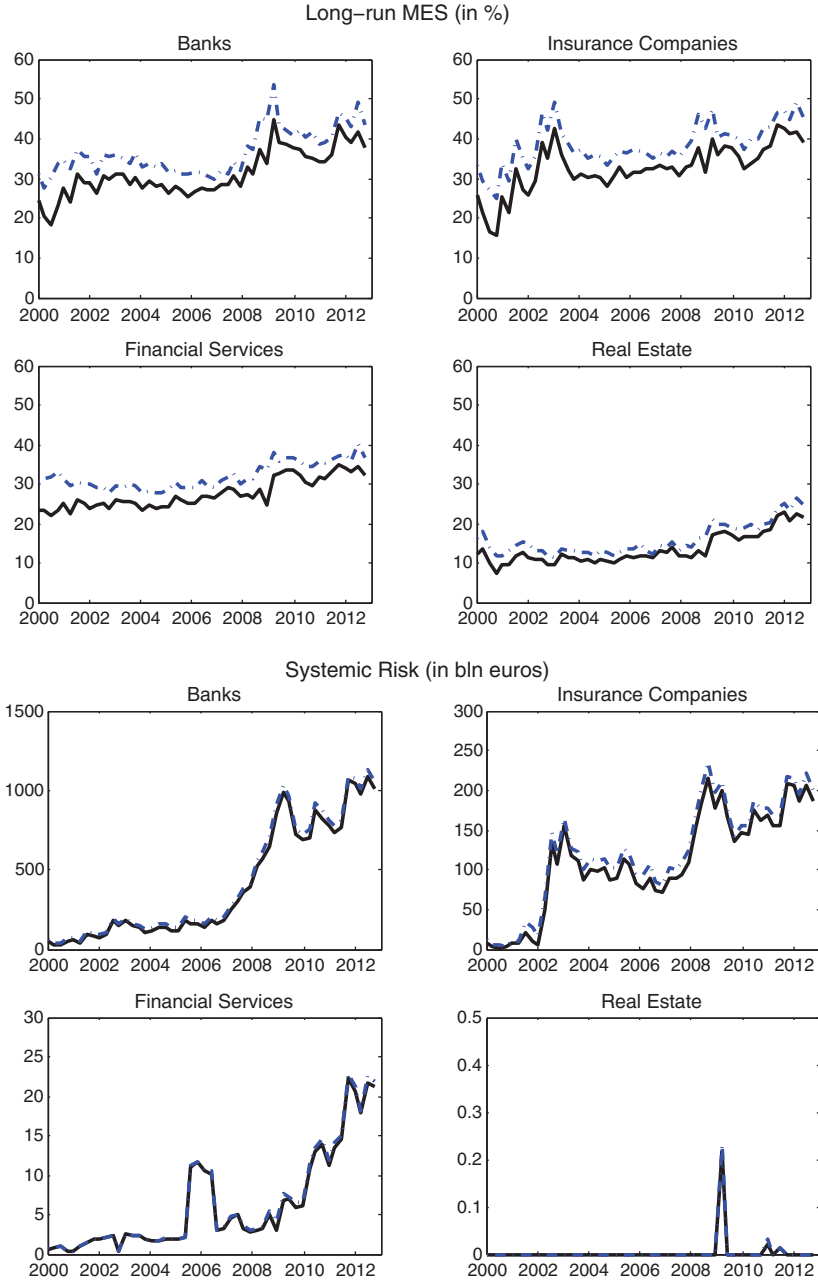 Long–run MES (in %)
Banks
Insurance Companies
60
50
40
30
20
10
0
2000 2002 2004 2006 2008 2010 2012
60
50
40
30
20
10
0
2000 2002 2004 2006 2008 2010 2012
Financial Services
Real Estate
60
50
40
30
20
10
0
2000 2002 2004 2006 2008 2010 2012
60
50
40
30
20
10
0
2000 2002 2004 2006 2008 2010 2012
Systemic Risk (in bln euros)
Banks
Insurance Companies
1500
1000
500
0
2000 2002 2004 2006 2008 2010 2012
300
250
200
150
100
50
0
2000 2002 2004 2006 2008 2010 2012
Financial Services
Real Estate
30
25
20
15
10
5
0
2000 2002 2004 2006 2008 2010 2012
0.5
0.4
0.3
0.2
0.1
0
2000 2002 2004 2006 2008 2010 2012